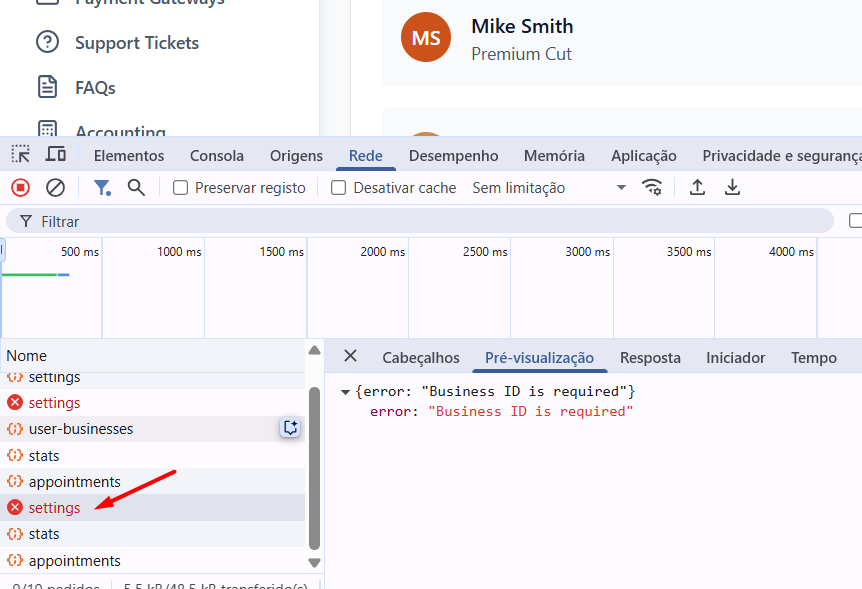 Payment Gateways
Support Tickets
FAQs
Accounting
MS
Mike Smith
Premium Cut
Elementos
Consola
Origens
Rede
Desempenho
Memória
Aplicação
Privacidade e segurança
Preservar registo
Desativar cache
Sem limitação
Filtrar
500 ms
1000 ms
1500 ms
2000 ms
2500 ms
3000 ms
3500 ms
4000 ms
Nome
settings
settings
user-businesses
stats
appointments
settings
stats
appointments
9/10 pedidos
5,5 kB/48,5 kB transferido(s)
Cabeçalhos
Pré-visualização
Resposta
Iniciador
Tempo
{error: "Business ID is required"}
error: "Business ID is required"